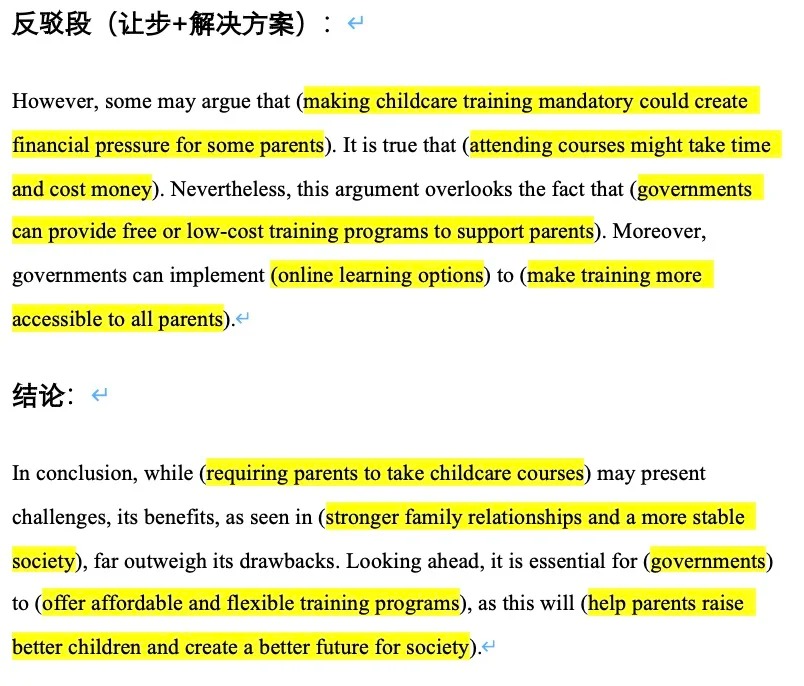 反驳段（让步+解决方案）：↵
However, some may argue that (making childcare training mandatory could create
financial pressure for some parents). It is true that (attending courses might take time
and cost money). Nevertheless, this argument overlooks the fact that (governments
can provide free or low-cost training programs to support parents). Moreover,
governments can implement (online learning options) to (make training more
accessible to all parents).↵
结论：↵
In conclusion, while (requiring parents to take childcare courses) may present
challenges, its benefits, as seen in (stronger family relationships and a more stable
society), far outweigh its drawbacks. Looking ahead, it is essential for (governments)
to (offer affordable and flexible training programs), as this will (help parents raise
better children and create a better future for society).↵